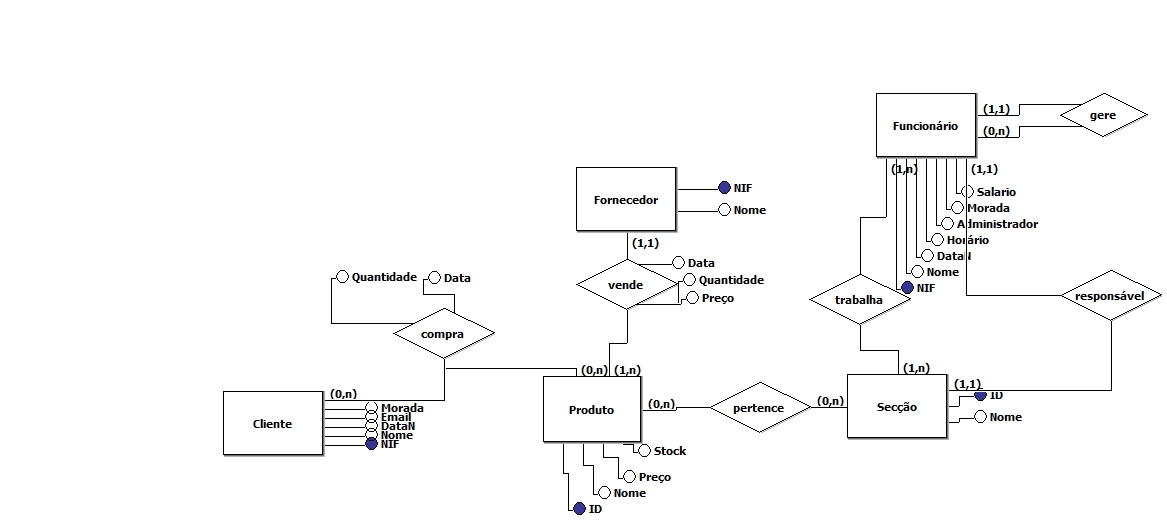 (1,1)
gere
Funcionário
(0,n)
(1,n)
(1,1)
Salario
Morada
Administrador
Horário
DataN
Nome
NIF
Fornecedor
NIF
Nome
(1,1)
Data
Quantidade
Preço
vende
Quantidade
Data
compra
trabalha
responsável
(0,n)
(1,n)
(1,n)
(1,1)
Cliente
(0,n)
Morada
Email
DataN
Nome
NIF
Produto
(0,n)
pertence
(0,n)
Secção
ID
Nome
Stock
Preço
Nome
ID